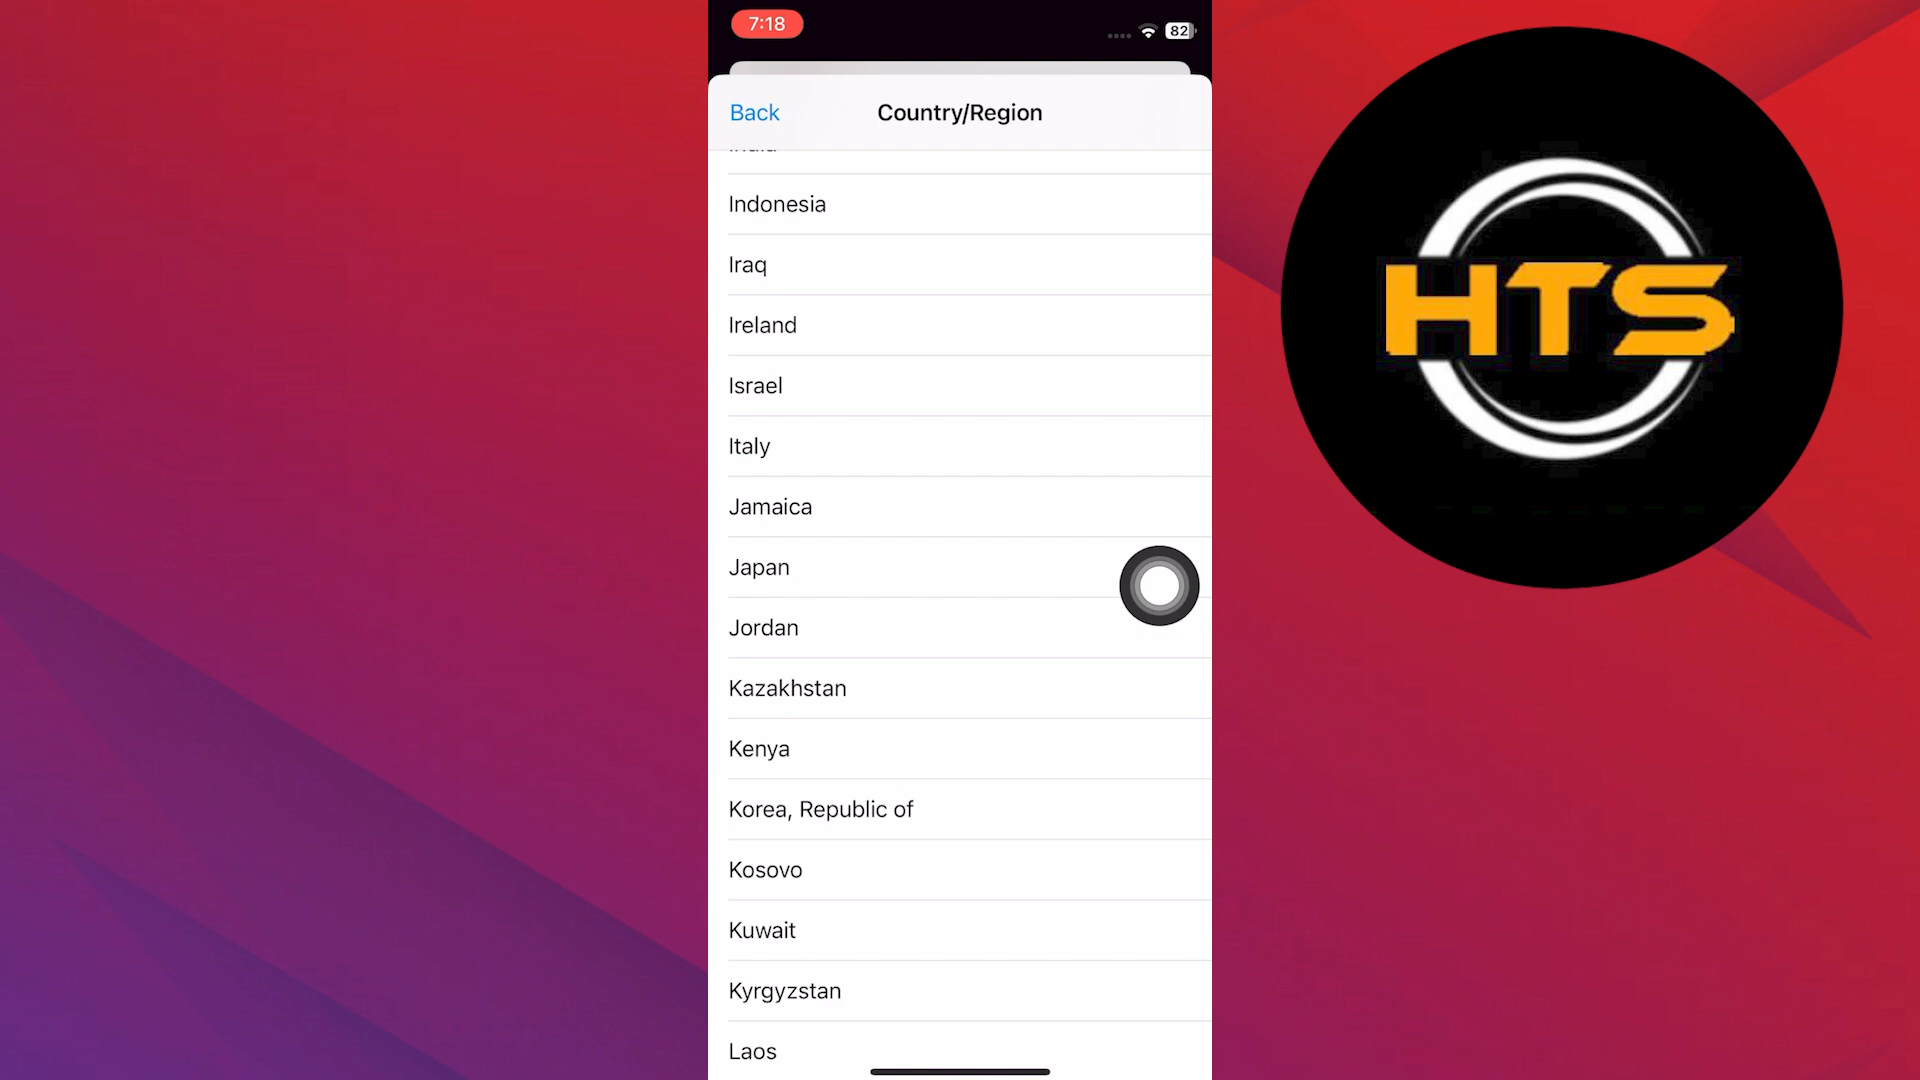 7:18
82
Back
Country/Region
Indonesia
Iraq
Ireland
Israel
Italy
Jamaica
Japan
Jordan
Kazakhstan
Kenya
Korea, Republic of
Kosovo
Kuwait
Kyrgyzstan
Laos
HTS